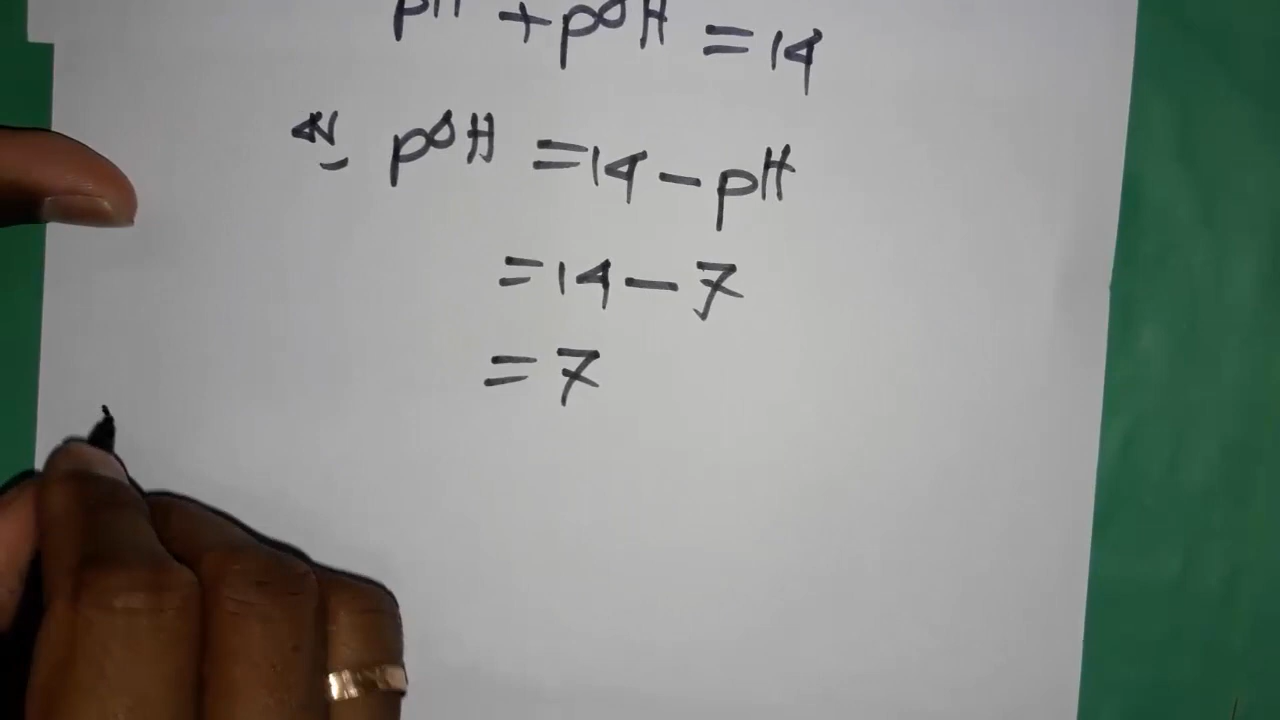 pH + pOH = 14
বা, pOH = 14 - pH
= 14 - 7
= 7